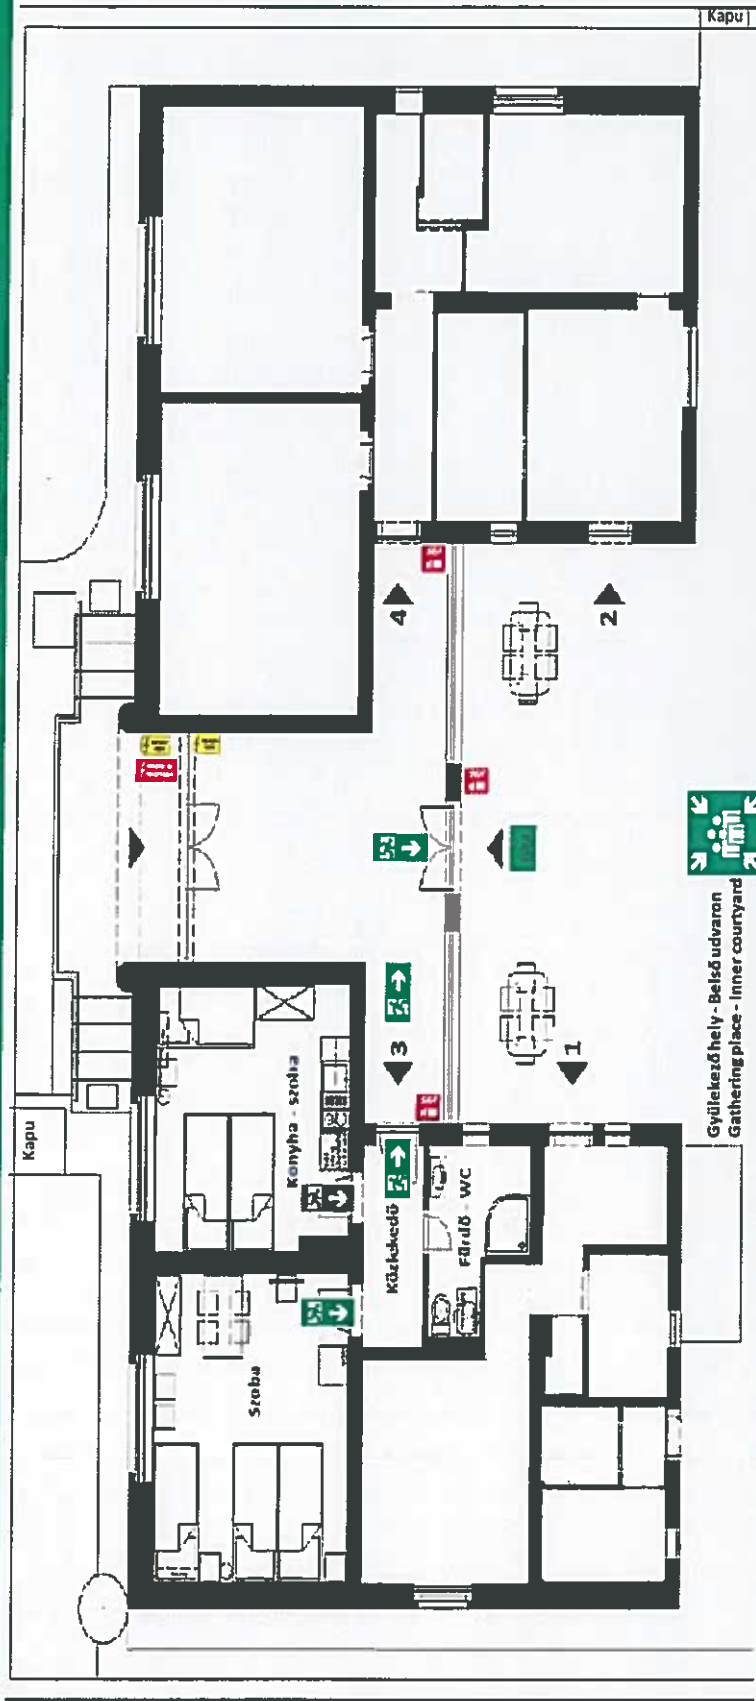 Kapu
Kapu
4
2
3
1
Konyha - szoba
Szoba
Közlekedő
Fürdő - WC
Gyülekezőhely - Belső udvaron
Gathering place - Inner courtyard